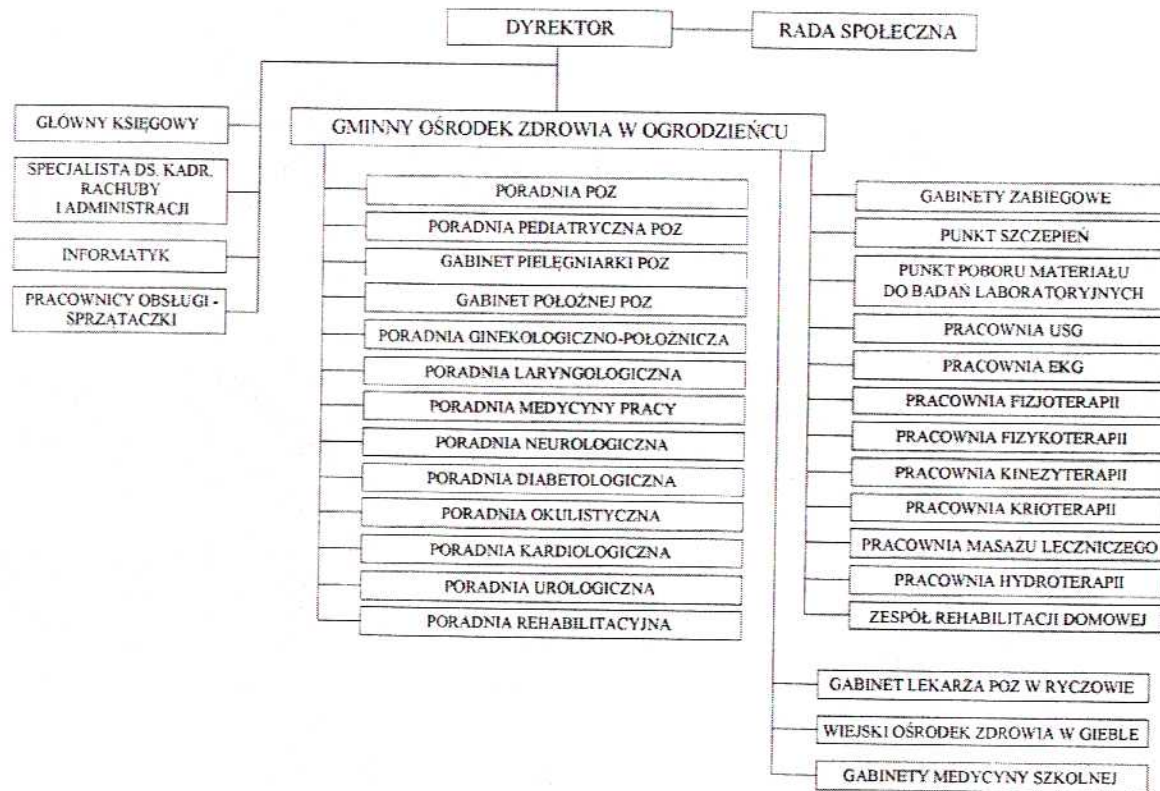 DYREKTOR
RADA SPOŁECZNA
GŁÓWNY KSIĘGOWY
SPECJALISTA DS. KADR.
RACHUBY
I ADMINISTRACJI
INFORMATYK
PRACOWNICY OBSŁUGI -
SPRZĄTACZKI
GMINNY OŚRODEK ZDROWIA W OGRODZIEŃCU
PORADNIA POZ
PORADNIA PEDIATRYCZNA POZ
GABINET PIELĘGNIARKI POZ
GABINET POŁOŻNEJ POZ
PORADNIA GINEKOLOGICZNO-POŁOŻNICZA
PORADNIA LARYNGOLOGICZNA
PORADNIA MEDYCYNY PRACY
PORADNIA NEUROLOGICZNA
PORADNIA DIABETOLOGICZNA
PORADNIA OKULISTYCZNA
PORADNIA KARDIOLOGICZNA
PORADNIA UROLOGICZNA
PORADNIA REHABILITACYJNA
GABINETY ZABIEGOWE
PUNKT SZCZEPIEŃ
PUNKT POBORU MATERIAŁU
DO BADAŃ LABORATORYJNYCH
PRACOWNIA USG
PRACOWNIA EKG
PRACOWNIA FIZJOTERAPII
PRACOWNIA FIZYKOTERAPII
PRACOWNIA KINEZYTERAPII
PRACOWNIA KRIOTERAPII
PRACOWNIA MASAŻU LECZNICZEGO
PRACOWNIA HYDROTERAPII
ZESPÓŁ REHABILITACJI DOMOWEJ
GABINET LEKARZA POZ W RYCZOWIE
WIEJSKI OŚRODEK ZDROWIA W GIEBLE
GABINETY MEDYCYNY SZKOLNEJ